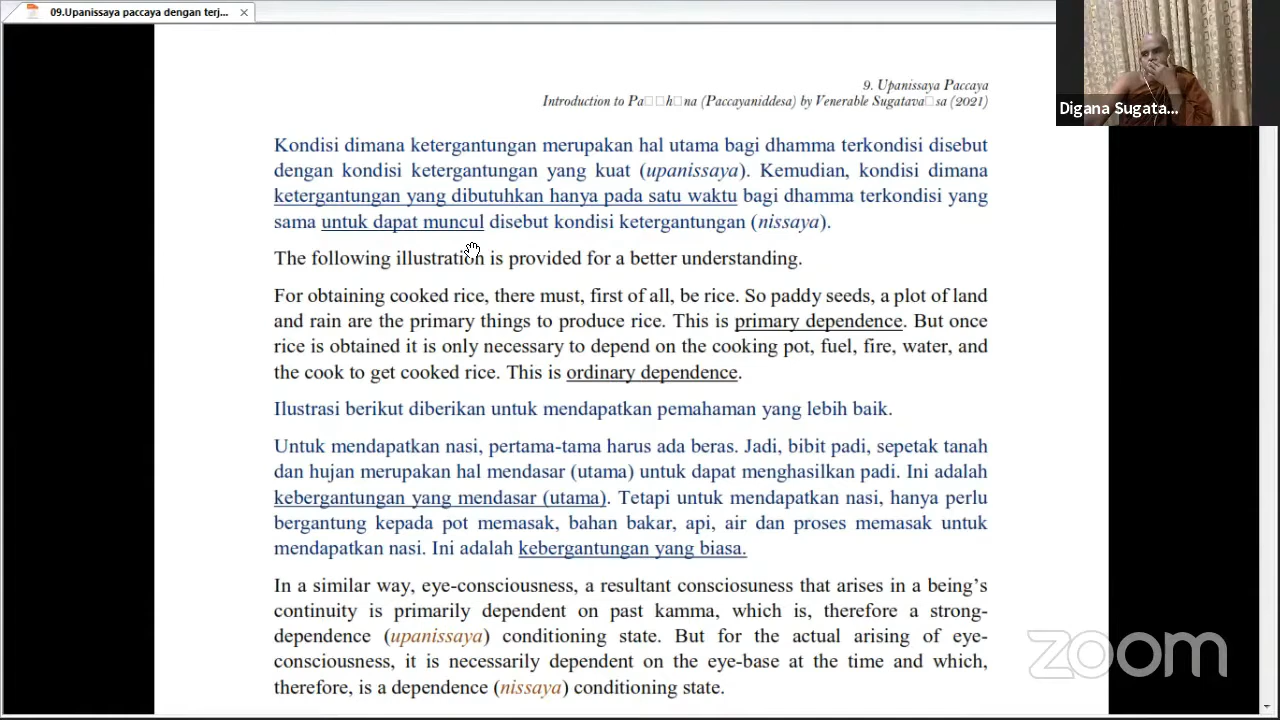 09.Upanissaya paccaya dengan terj...
Digana Sugata...
9. Upanissaya Paccaya
Introduction to Pa□□h□na (Paccayaniddesa) by Venerable Sugatava□sa (2021)
Kondisi dimana ketergantungan merupakan hal utama bagi dhamma terkondisi disebut
dengan kondisi ketergantungan yang kuat (upanissaya). Kemudian, kondisi dimana
ketergantungan yang dibutuhkan hanya pada satu waktu bagi dhamma terkondisi yang
sama untuk dapat muncul disebut kondisi ketergantungan (nissaya).
The following illustration is provided for a better understanding.
For obtaining cooked rice, there must, first of all, be rice. So paddy seeds, a plot of land
and rain are the primary things to produce rice. This is primary dependence. But once
rice is obtained it is only necessary to depend on the cooking pot, fuel, fire, water, and
the cook to get cooked rice. This is ordinary dependence.
Ilustrasi berikut diberikan untuk mendapatkan pemahaman yang lebih baik.
Untuk mendapatkan nasi, pertama-tama harus ada beras. Jadi, bibit padi, sepetak tanah
dan hujan merupakan hal mendasar (utama) untuk dapat menghasilkan padi. Ini adalah
kebergantungan yang mendasar (utama). Tetapi untuk mendapatkan nasi, hanya perlu
bergantung kepada pot memasak, bahan bakar, api, air dan proses memasak untuk
mendapatkan nasi. Ini adalah kebergantungan yang biasa.
In a similar way, eye-consciousness, a resultant consciosuness that arises in a being's
continuity is primarily dependent on past kamma, which is, therefore a strong-
dependence (upanissaya) conditioning state. But for the actual arising of eye-
consciousness, it is necessarily dependent on the eye-base at the time and which,
therefore, is a dependence (nissaya) conditioning state.
zoom